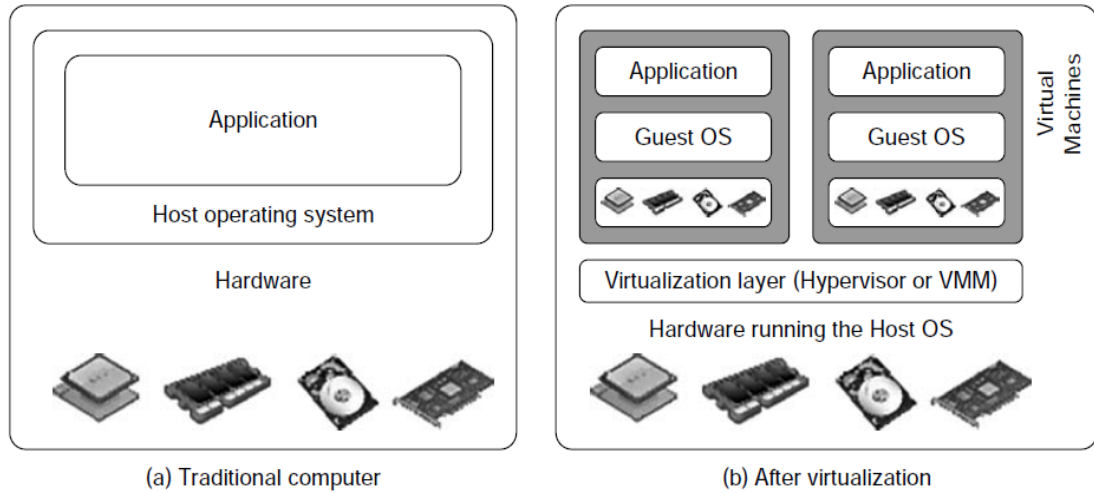 Application
Host operating system
Hardware
(a) Traditional computer
Application
Guest OS
Application
Guest OS
Virtual
Machines
Virtualization layer (Hypervisor or VMM)
Hardware running the Host OS
(b) After virtualization